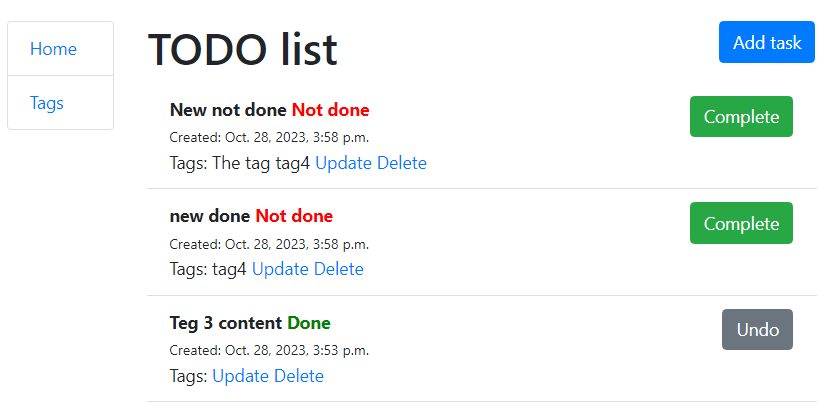 Home
Tags
TODO list
Add task
New not done Not done
Complete
Created: Oct. 28, 2023, 3:58 p.m.
Tags: The tag tag4 Update Delete
new done Not done
Complete
Created: Oct. 28, 2023, 3:58 p.m.
Tags: tag4 Update Delete
Teg 3 content Done
Undo
Created: Oct. 28, 2023, 3:53 p.m.
Tags: Update Delete